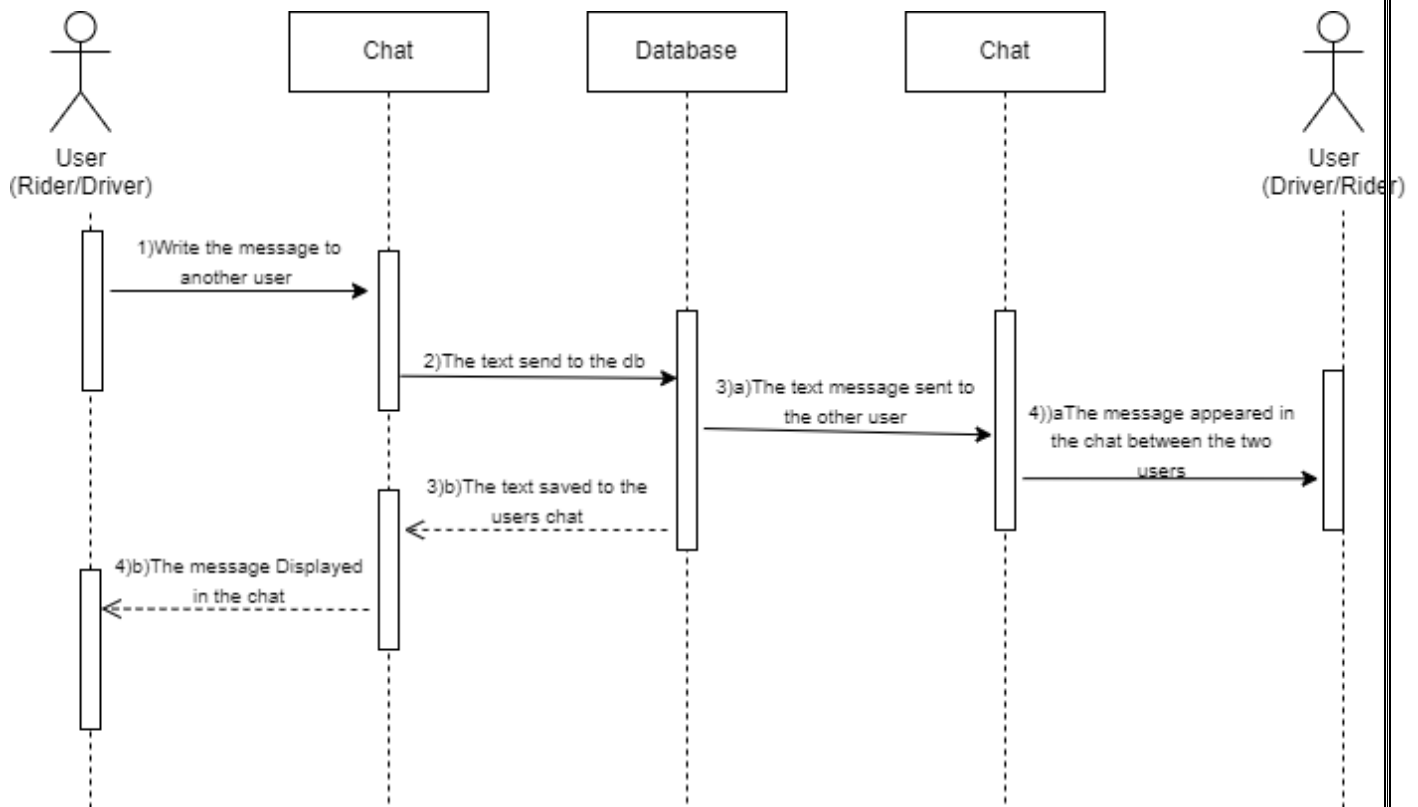 Chat
Database
Chat
User
(Rider/Driver)
User
(Driver/Rider)
1)Write the message to
another user
2)The text send to the db
3)a)The text message sent to
the other user
4))aThe message appeared in
the chat between the two
users
3)b)The text saved to the
users chat
4)b)The message Displayed
in the chat